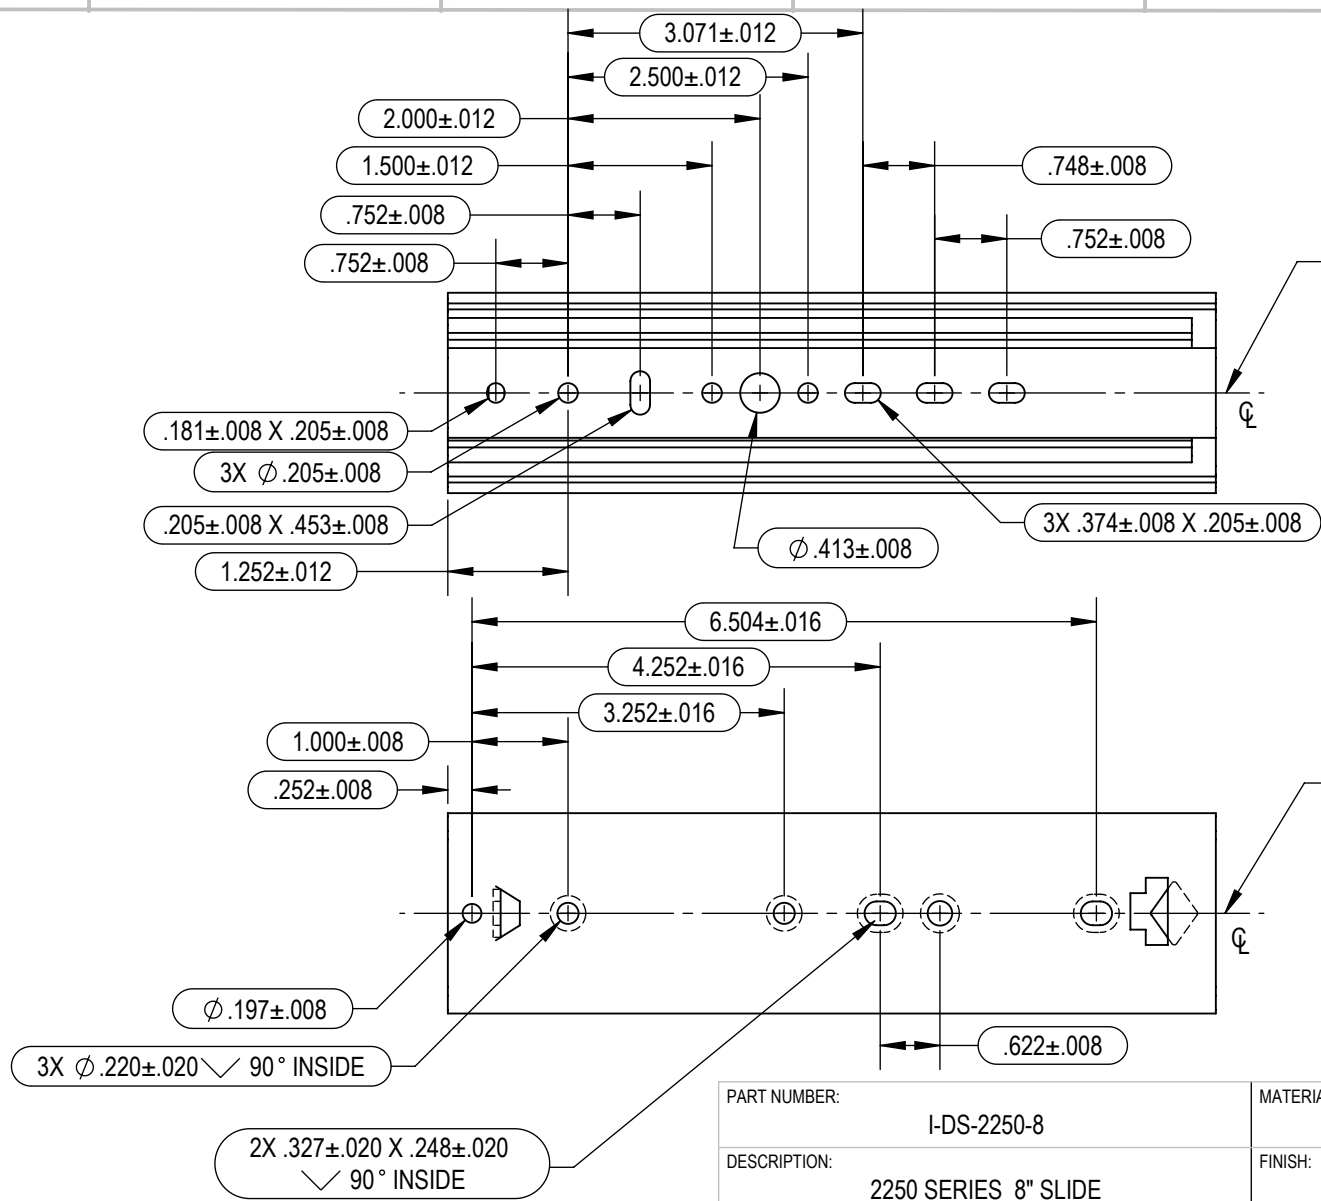 3.071±.012
2.500±.012
2.000±.012
1.500±.012
.748±.008
.752±.008
.752±.008
.752±.008
.181±.008 X .205±.008
3X ∅ .205±.008
.205±.008 X .453±.008
3X .374±.008 X .205±.008
∅ .413±.008
1.252±.012
℄
6.504±.016
4.252±.016
3.252±.016
1.000±.008
.252±.008
℄
∅ .197±.008
3X ∅ .220±.020 ⌵ 90° INSIDE
.622±.008
2X .327±.020 X .248±.020
⌵ 90° INSIDE
PART NUMBER:
I-DS-2250-8
MATERIA
DESCRIPTION:
2250 SERIES 8" SLIDE
FINISH: